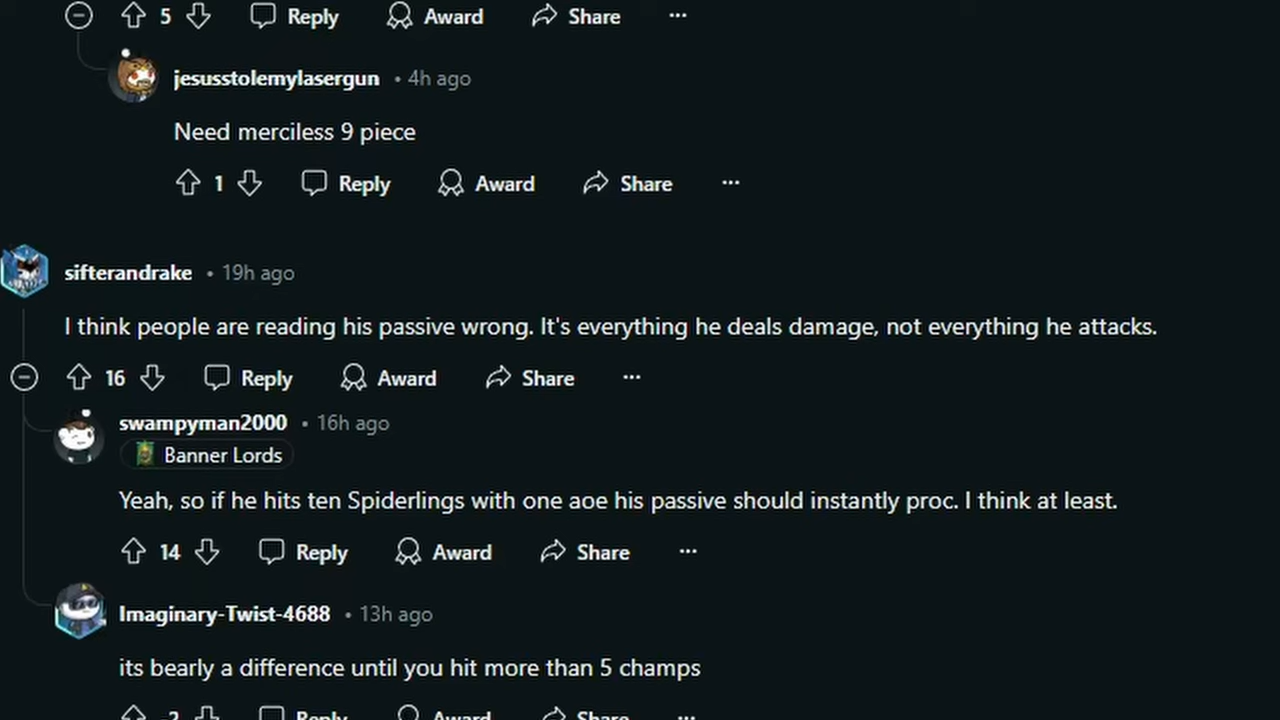 5 Reply Award Share ...
jesusstolemylasergun • 4h ago
Need merciless 9 piece
1 Reply Award Share ...
sifterandrake • 19h ago
I think people are reading his passive wrong. It's everything he deals damage, not everything he attacks.
16 Reply Award Share ...
swampyman2000 • 16h ago
Banner Lords
Yeah, so if he hits ten Spiderlings with one aoe his passive should instantly proc. I think at least.
14 Reply Award Share ...
Imaginary-Twist-4688 • 13h ago
its bearly a difference until you hit more than 5 champs
-2 Reply Award Share ...